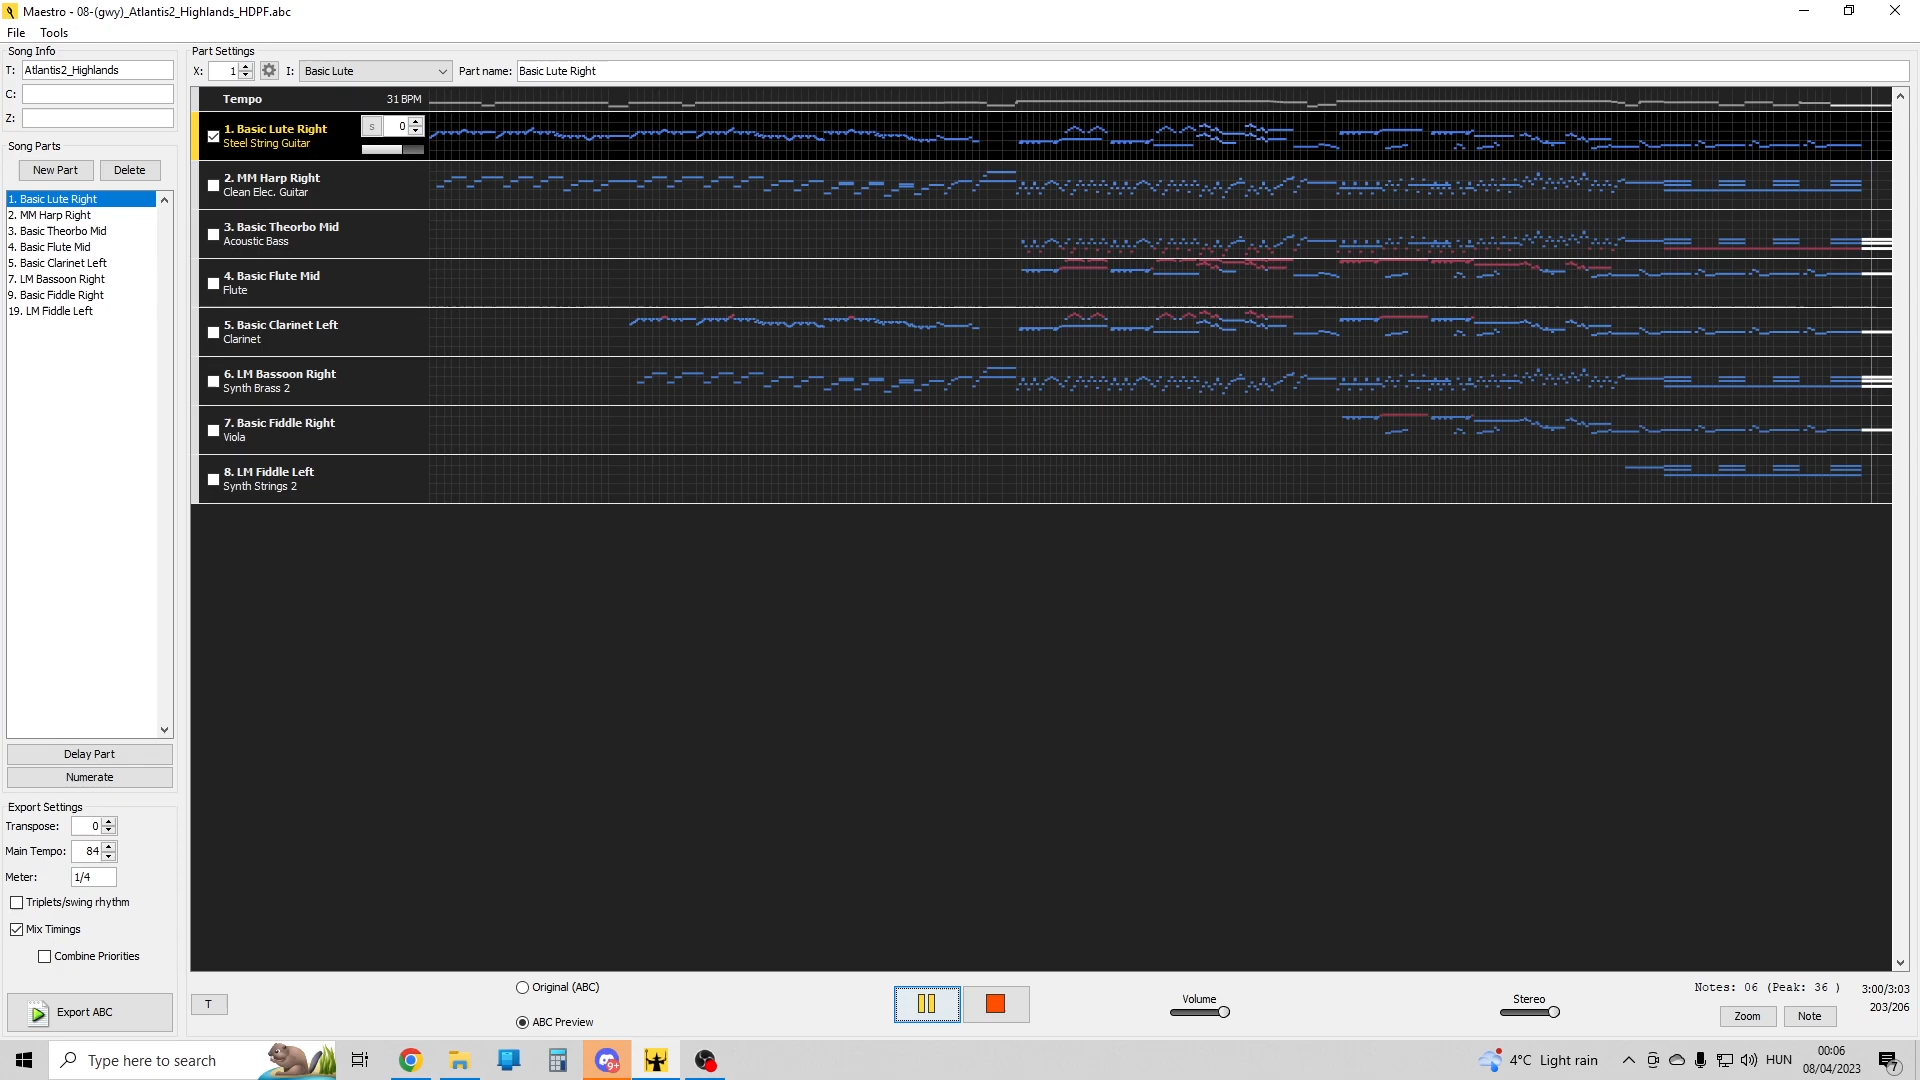 Maestro - 08-(gwy)_Atlantis2_Highlands_HDPF.abc
File Tools
Song Info
T: Atlantis2_Highlands
C:
Z:
Part Settings
X: 1 I: Basic Lute Part name: Basic Lute Right
Song Parts
New Part Delete
1. Basic Lute Right
2. MM Harp Right
3. Basic Theorbo Mid
4. Basic Flute Mid
5. Basic Clarinet Left
7. LM Bassoon Right
9. Basic Fiddle Right
19. LM Fiddle Left
Delay Part
Numerate
Export Settings
Transpose: 0
Main Tempo: 84
Meter: 1/4
Triplets/swing rhythm
Mix Timings
Combine Priorities
Export ABC
Tempo 31 BPM
1. Basic Lute Right
Steel String Guitar
s 0
2. MM Harp Right
Clean Elec. Guitar
3. Basic Theorbo Mid
Acoustic Bass
4. Basic Flute Mid
Flute
5. Basic Clarinet Left
Clarinet
6. LM Bassoon Right
Synth Brass 2
7. Basic Fiddle Right
Viola
8. LM Fiddle Left
Synth Strings 2
T
Original (ABC)
ABC Preview
Volume
Stereo
Notes: 06 (Peak: 36 )
3:00/3:03
203/206
Zoom Note
Type here to search
9+
4°C Light rain
HUN
00:06
08/04/2023
7